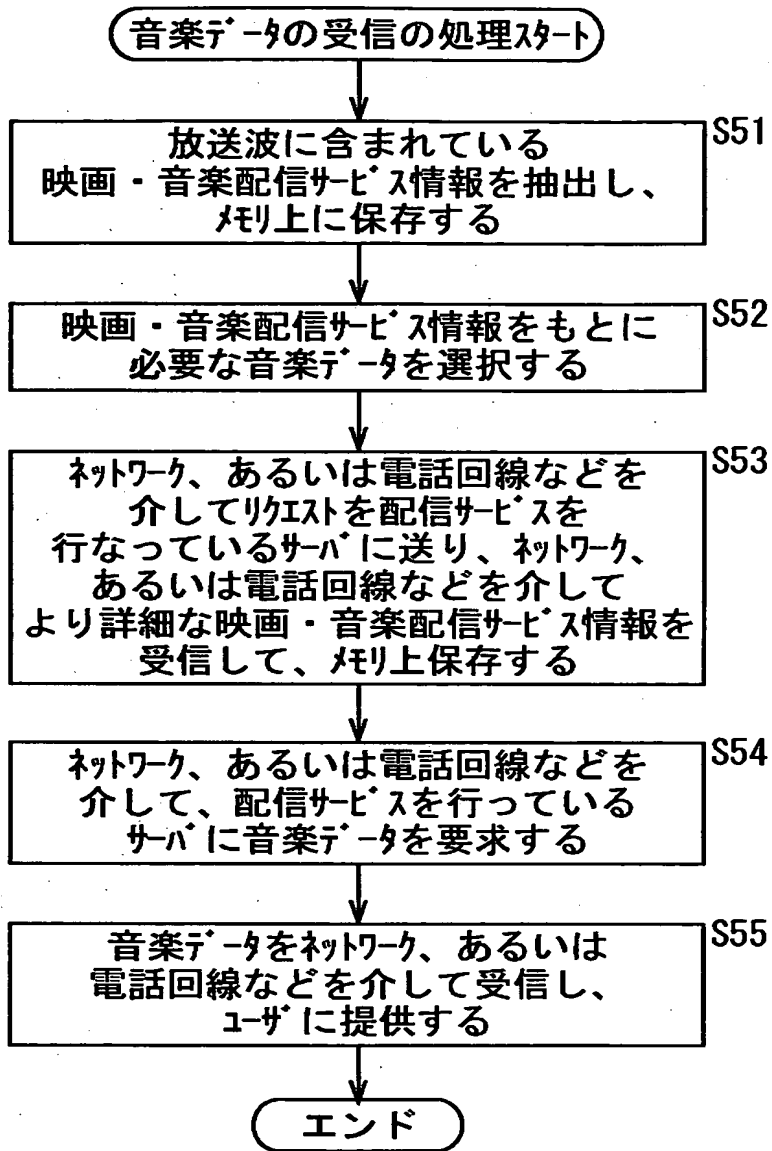 音楽ﾃﾞｰﾀの受信の処理ｽﾀｰﾄ
S51
放送波に含まれている
映画・音楽配信ｻｰﾋﾞｽ情報を抽出し、
ﾒﾓﾘ上に保存する
S52
映画・音楽配信ｻｰﾋﾞｽ情報をもとに
必要な音楽ﾃﾞｰﾀを選択する
S53
ﾈｯﾄﾜｰｸ、あるいは電話回線などを
介してﾘｸｴｽﾄを配信ｻｰﾋﾞｽを
行なっているｻｰﾊﾞに送り、ﾈｯﾄﾜｰｸ、
あるいは電話回線などを介して
より詳細な映画・音楽配信ｻｰﾋﾞｽ情報を
受信して、ﾒﾓﾘ上保存する
S54
ﾈｯﾄﾜｰｸ、あるいは電話回線などを
介して、配信ｻｰﾋﾞｽを行っている
ｻｰﾊﾞに音楽ﾃﾞｰﾀを要求する
S55
音楽ﾃﾞｰﾀをﾈｯﾄﾜｰｸ、あるいは
電話回線などを介して受信し、
ﾕｰｻﾞに提供する
エンド